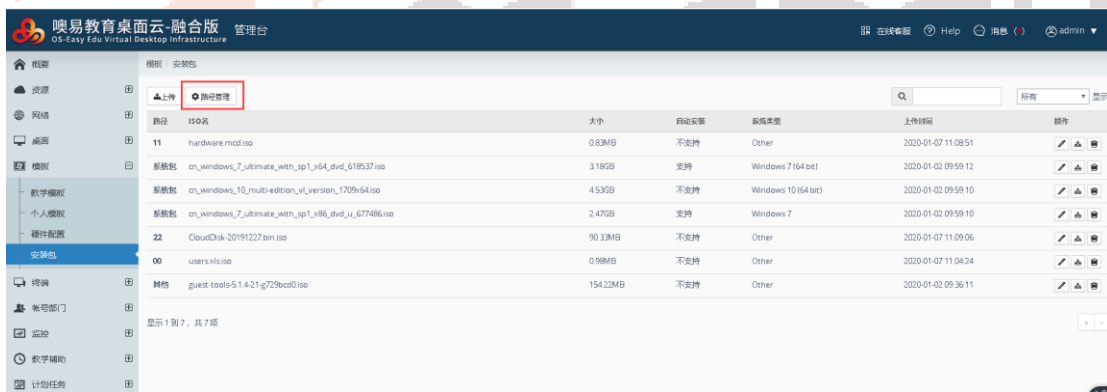 噢易教育桌面云-融合版 管理台 在线客服 Help 消息 admin
OS-Easy Edu Virtual Desktop Infrastructure
概要 模板 / 安装包
资源 上传 路径管理 所有 显示
网络 路径 ISO名 大小 自动安装 系统类型 上传时间 操作
桌面 11 hardware.mcd.iso 0.83MB 不支持 Other 2020-01-07 11:08:51
模板 系统包 cn_windows_7_ultimate_with_sp1_x64_dvd_618537.iso 3.18GB 支持 Windows 7 (64 bit) 2020-01-02 09:59:12
教学模板 系统包 cn_windows_10_multi-edition_vl_version_1709x64.iso 4.53GB 不支持 Windows 10 (64 bit) 2020-01-02 09:59:10
个人模板 系统包 cn_windows_7_ultimate_with_sp1_x86_dvd_u_677486.iso 2.47GB 支持 Windows 7 2020-01-02 09:59:10
硬件配置 22 CloudDisk-20191227.bin.iso 90.33MB 不支持 Other 2020-01-07 11:09:06
安装包 00 users.xls.iso 0.98MB 不支持 Other 2020-01-07 11:04:24
终端 其他 guest-tools-5.1.4-21-g729bcd0.iso 154.22MB 不支持 Other 2020-01-02 09:36:11
帐号部门
监控 显示 1 到 7，共 7 项
教学辅助
计划任务